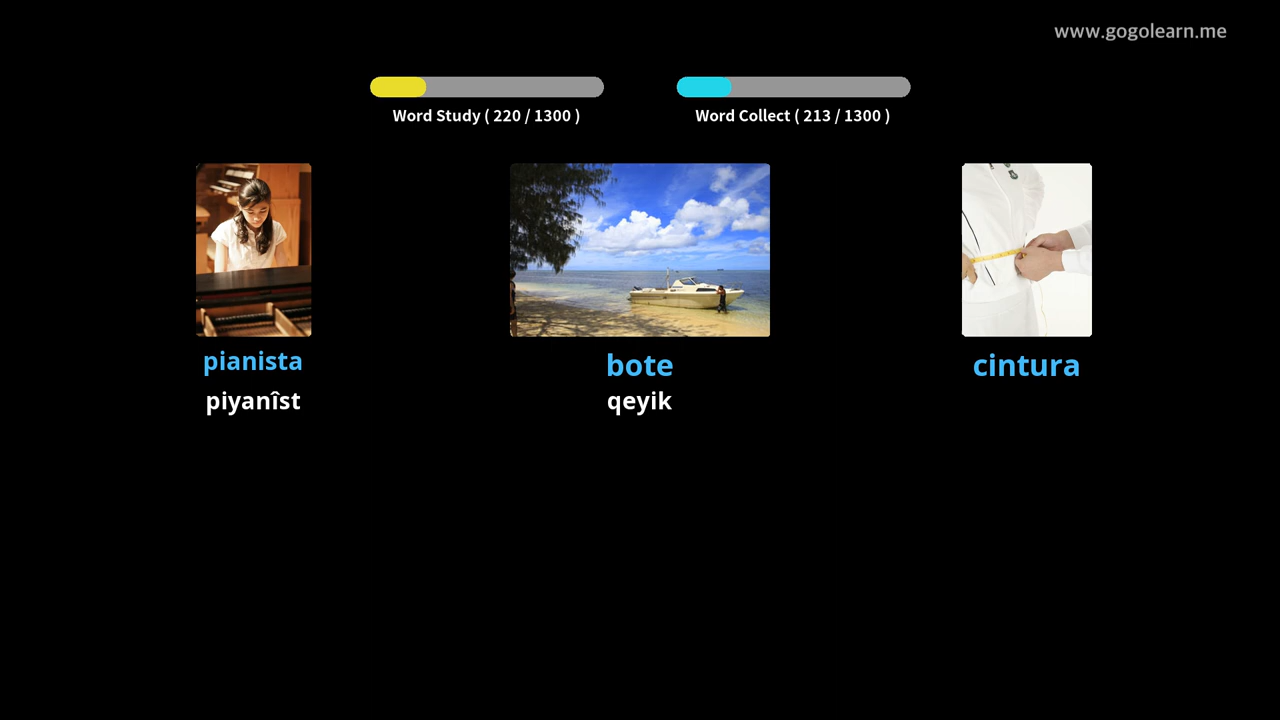 www.gogolearn.me
Word Study ( 220 / 1300 )
Word Collect ( 213 / 1300 )
pianista
piyanîst
bote
qeyik
cintura